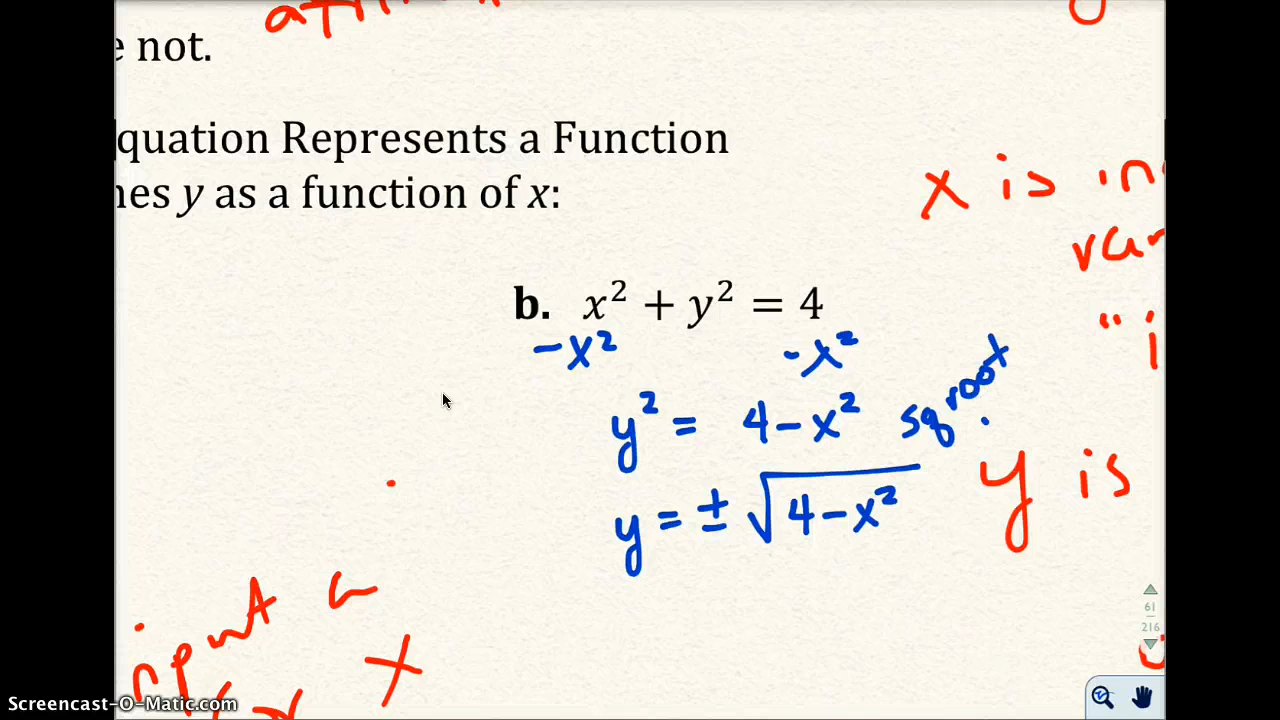 e not.
quation Represents a Function
nes y as a function of x:
x is in
b. x² + y² = 4
-x² -x²
y² = 4-x² sq root
y = ± √4-x²
y is
input a
x
61
216
Screencast-O-Matic.com